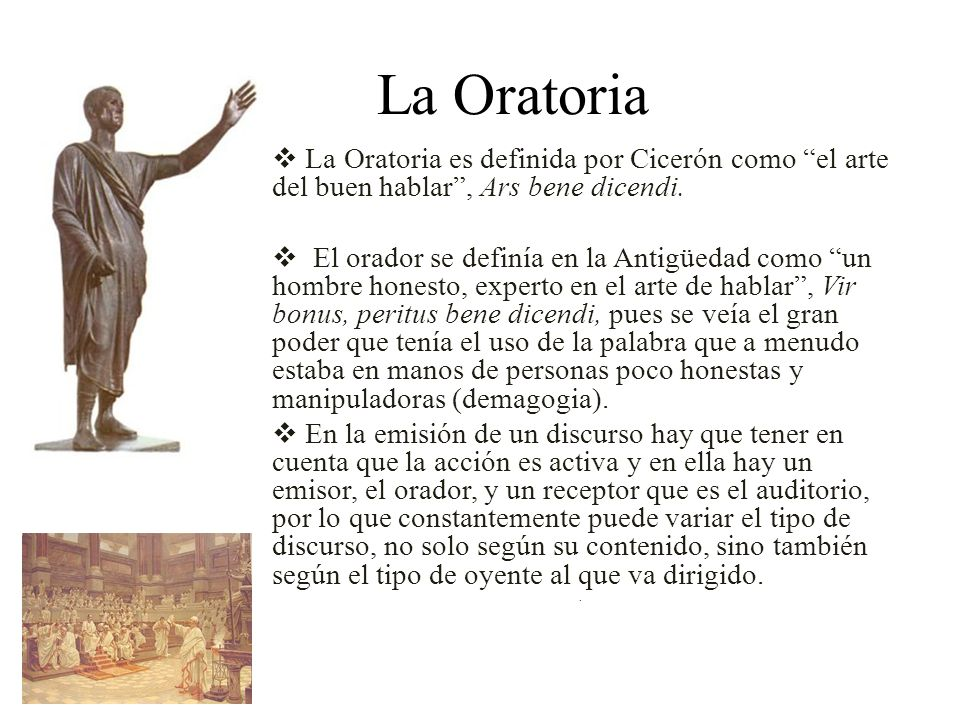 La Oratoria
❖ La Oratoria es definida por Cicerón como “el arte
del buen hablar”, Ars bene dicendi.
❖ El orador se definía en la Antigüedad como “un
hombre honesto, experto en el arte de hablar”, Vir
bonus, peritus bene dicendi, pues se veía el gran
poder que tenía el uso de la palabra que a menudo
estaba en manos de personas poco honestas y
manipuladoras (demagogia).
❖ En la emisión de un discurso hay que tener en
cuenta que la acción es activa y en ella hay un
emisor, el orador, y un receptor que es el auditorio,
por lo que constantemente puede variar el tipo de
discurso, no solo según su contenido, sino también
según el tipo de oyente al que va dirigido.
.